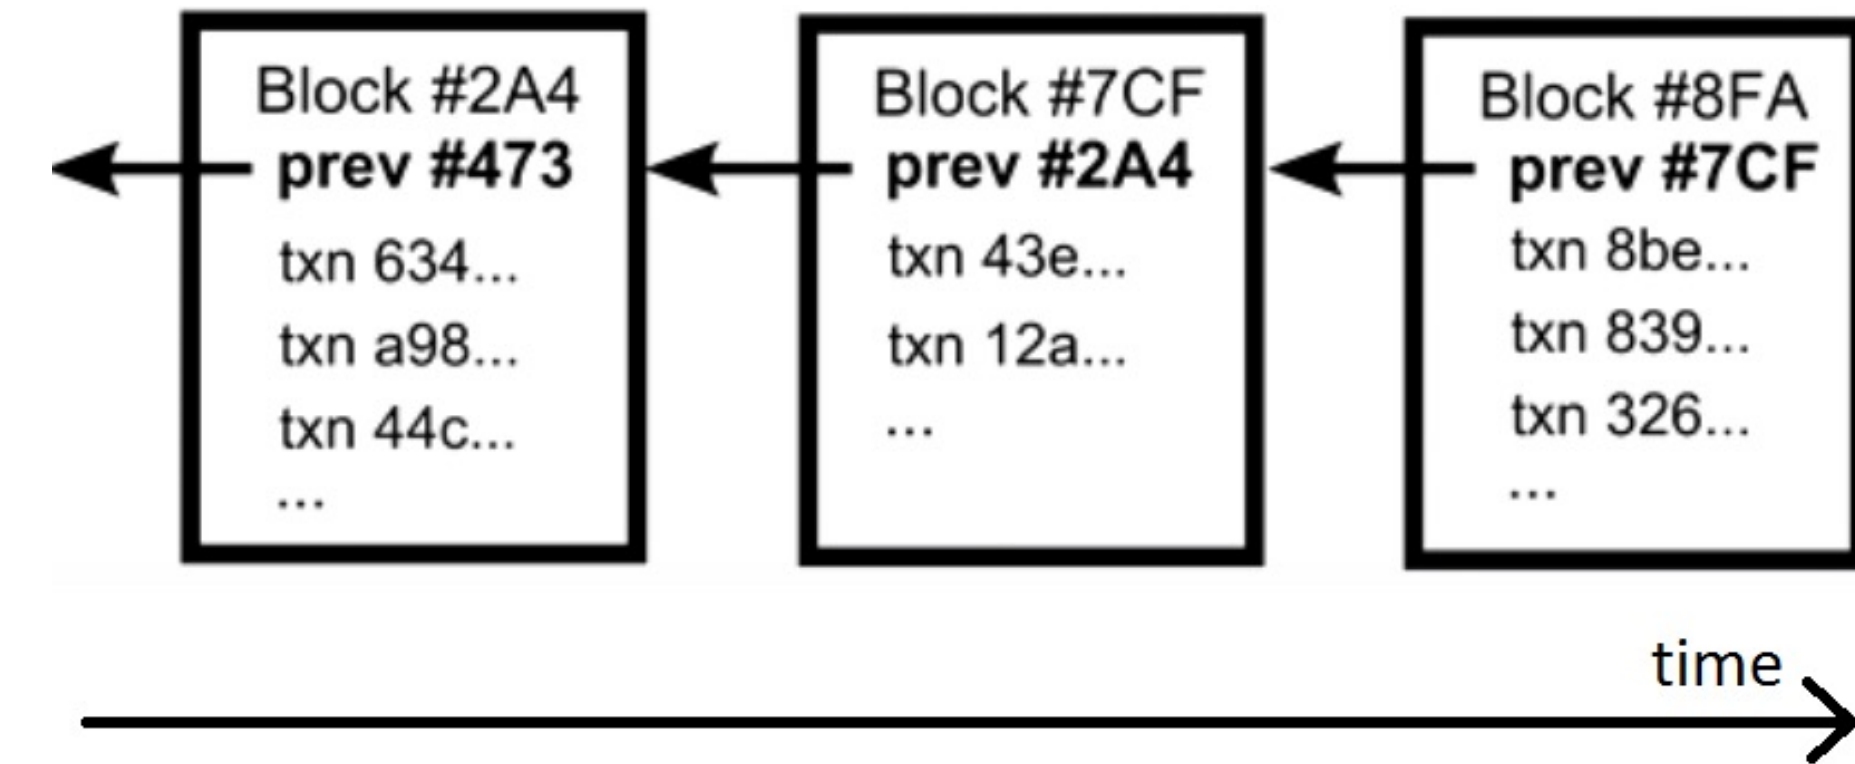 Block #2A4
prev #473
txn 634...
txn a98...
txn 44c...
...
Block #7CF
prev #2A4
txn 43e...
txn 12a...
...
Block #8FA
prev #7CF
txn 8be...
txn 839...
txn 326...
...
time